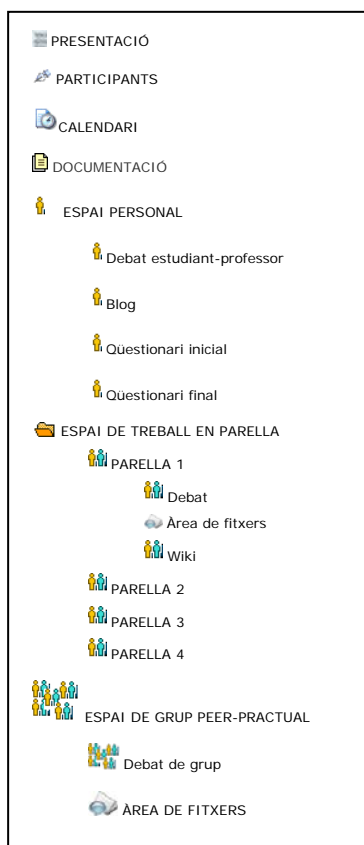 PRESENTACIÓ
PARTICIPANTS
CALENDARI
DOCUMENTACIÓ
ESPAI PERSONAL
Debat estudiant-professor
Blog
Qüestionari inicial
Qüestionari final
ESPAI DE TREBALL EN PARELLA
PARELLA 1
Debat
Àrea de fitxers
Wiki
PARELLA 2
PARELLA 3
PARELLA 4
ESPAI DE GRUP PEER-PRACTUAL
Debat de grup
ÀREA DE FITXERS